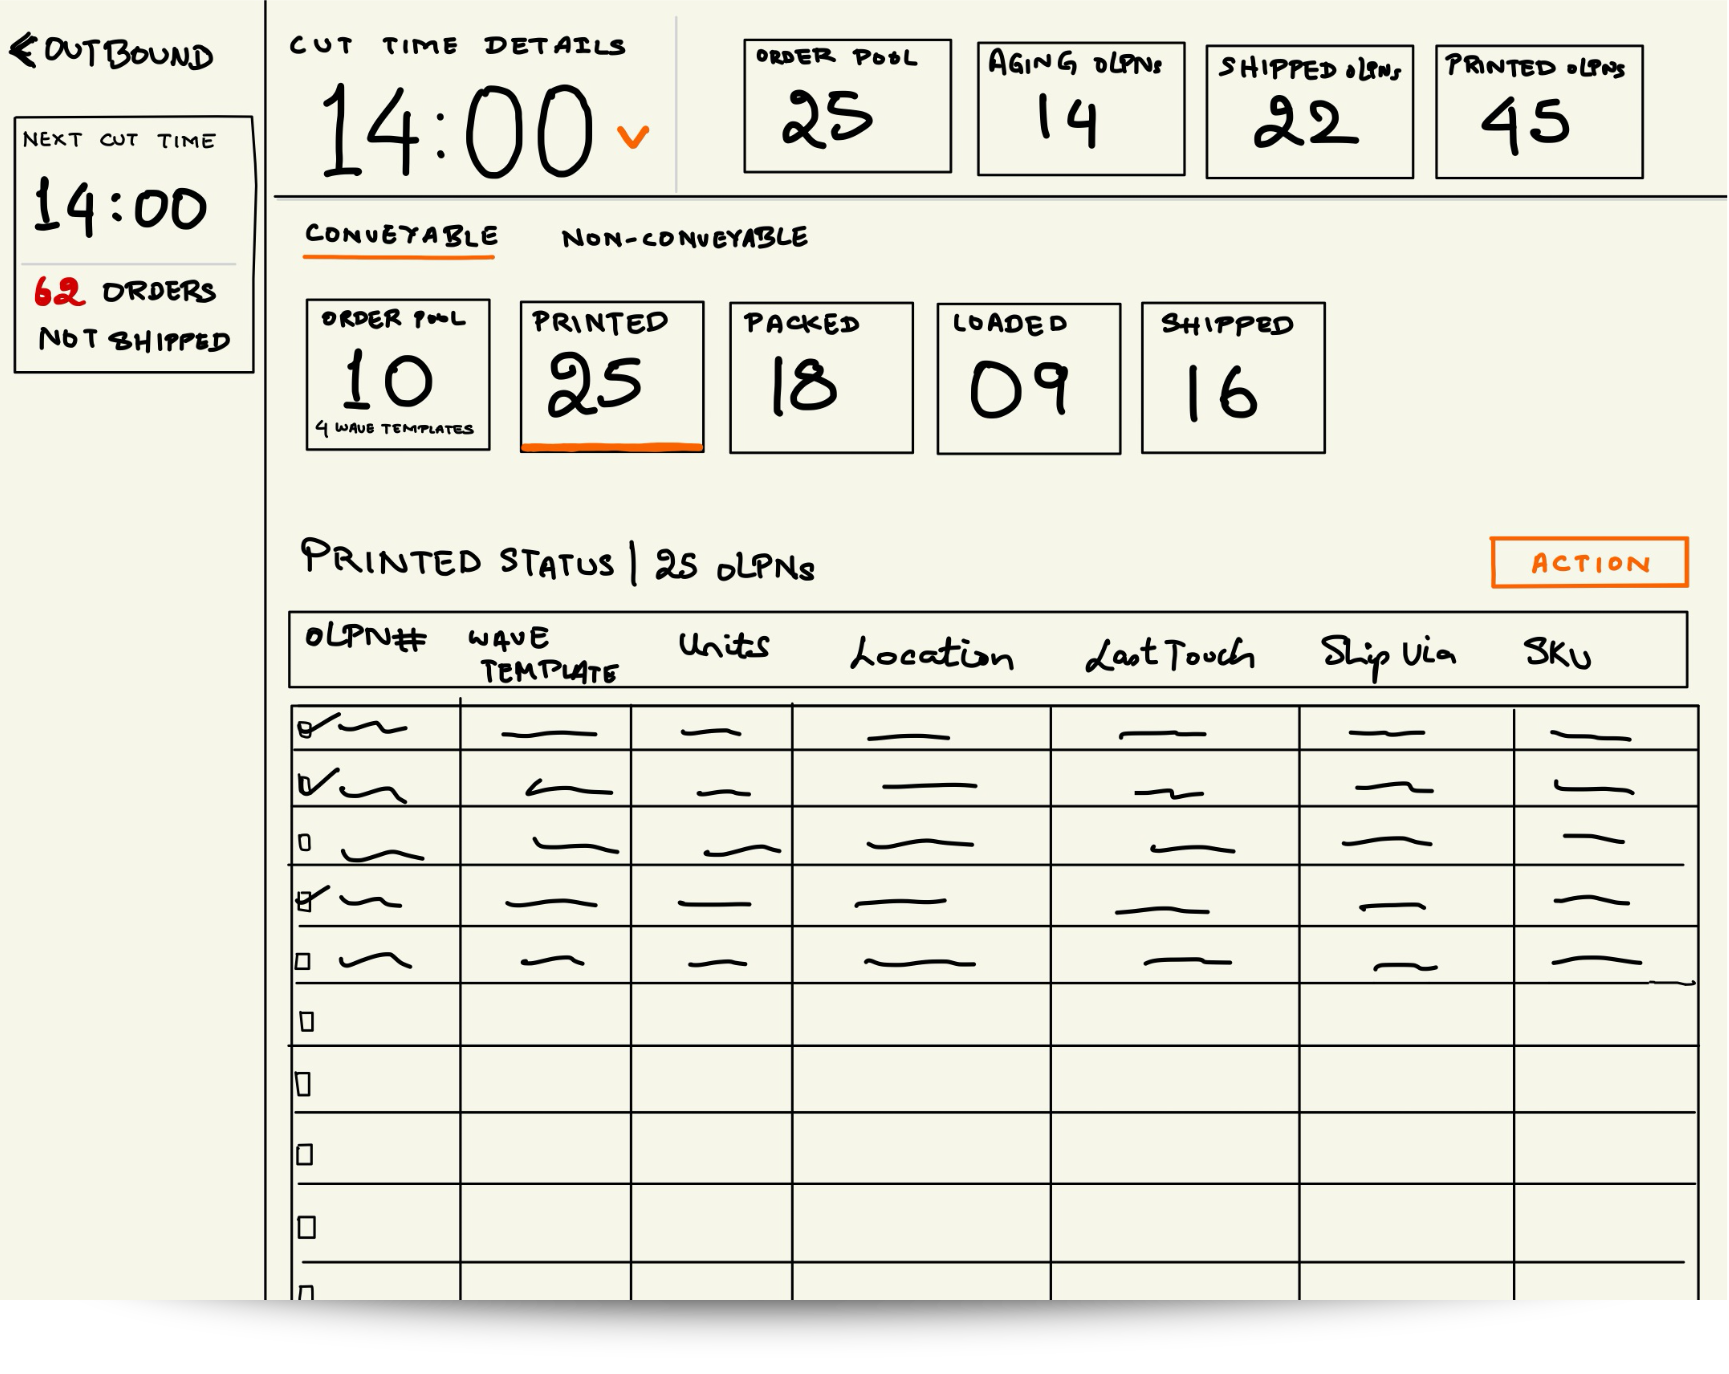 OUTBOUND
NEXT CUT TIME
14:00
62 ORDERS
NOT SHIPPED
CUT TIME DETAILS
14:00
ORDER POOL
25
AGING OLPNs
14
SHIPPED OLPNs
22
PRINTED OLPNs
45
CONVEYABLE
NON-CONVEYABLE
ORDER POOL
10
4 WAVE TEMPLATES
PRINTED
25
PACKED
18
LOADED
09
SHIPPED
16
PRINTED STATUS | 25 OLPNs
ACTION
OLPN#
WAVE
TEMPLATE
Units
Location
Last Touch
Ship Via
SKU